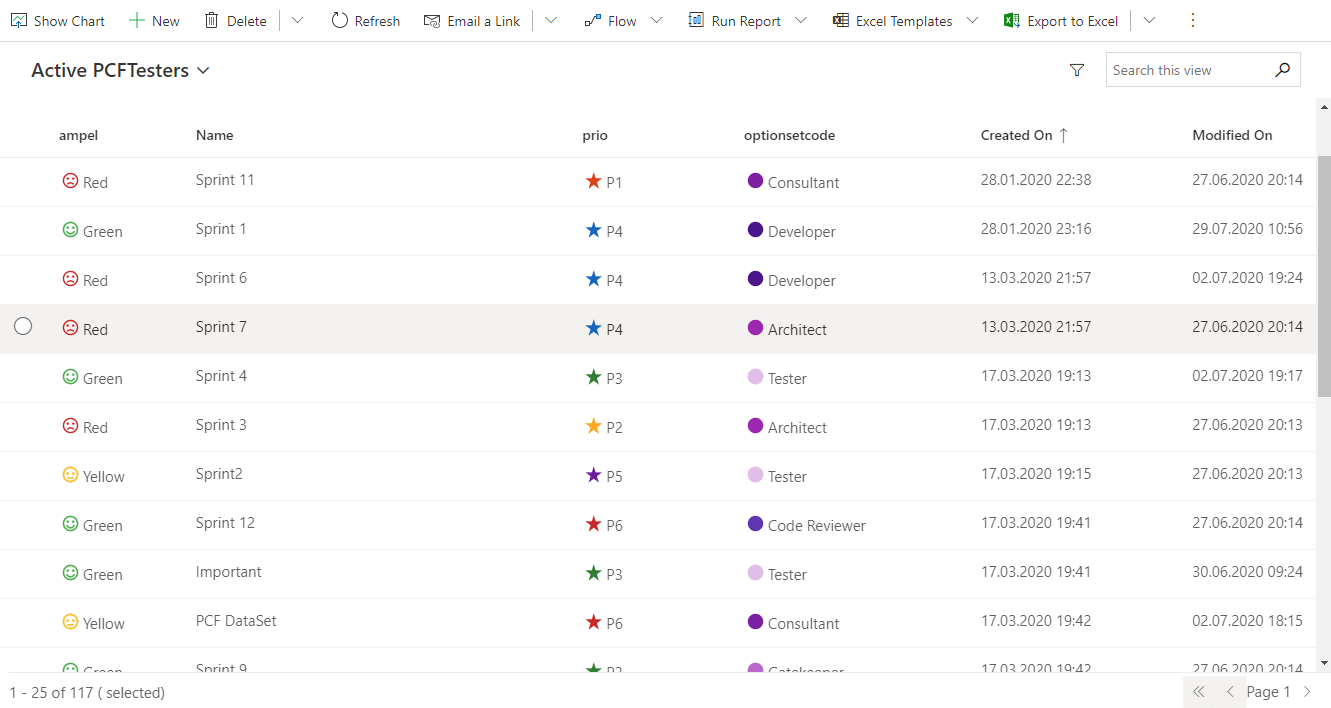 Show Chart New Delete Refresh Email a Link Flow Run Report Excel Templates Export to Excel
Active PCFTesters Search this view
ampel Name prio optionsetcode Created On Modified On
Red Sprint 11 P1 Consultant 28.01.2020 22:38 27.06.2020 20:14
Green Sprint 1 P4 Developer 28.01.2020 23:16 29.07.2020 10:56
Red Sprint 6 P4 Developer 13.03.2020 21:57 02.07.2020 19:24
Red Sprint 7 P4 Architect 13.03.2020 21:57 27.06.2020 20:14
Green Sprint 4 P3 Tester 17.03.2020 19:13 02.07.2020 19:17
Red Sprint 3 P2 Architect 17.03.2020 19:13 27.06.2020 20:13
Yellow Sprint2 P5 Tester 17.03.2020 19:15 27.06.2020 20:13
Green Sprint 12 P6 Code Reviewer 17.03.2020 19:41 27.06.2020 20:14
Green Important P3 Tester 17.03.2020 19:41 30.06.2020 09:24
Yellow PCF DataSet P6 Consultant 17.03.2020 19:42 02.07.2020 18:15
Green Sprint 9 Gatekeeper 17.03.2020 19:42 27.06.2020 20:14
1 - 25 of 117 ( selected) Page 1